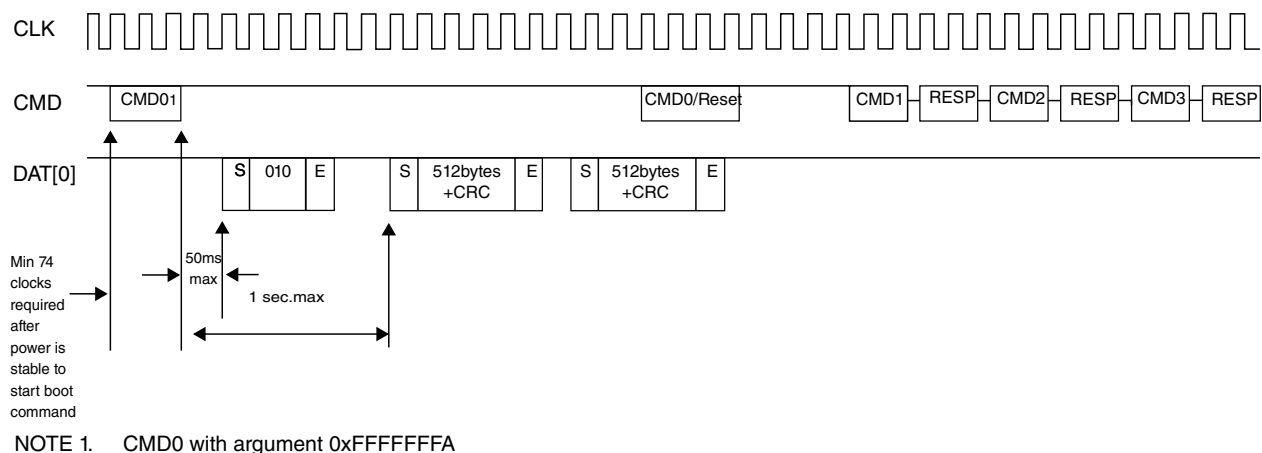 CLK
CMD
CMD01
CMD0/Reset
CMD1
RESP
CMD2
RESP
CMD3
RESP
DAT[0]
S
010
E
S
512bytes
+CRC
E
S
512bytes
+CRC
E
Min 74
clocks
required
after
power is
stable to
start boot
command
50ms
max
1 sec.max
NOTE 1. CMD0 with argument 0xFFFFFFFA